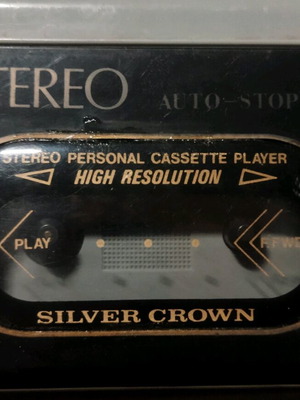 TEREO AUTO-STOP
STEREO PERSONAL CASSETTE PLAYER
HIGH RESOLUTION
PLAY F.FWD
SILVER CROWN